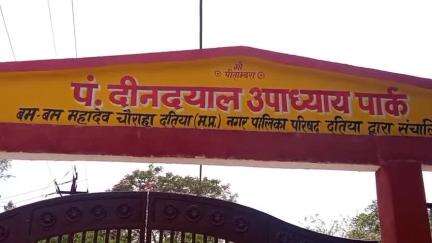 माँ
पीताम्बरा
पं. दीनदयाल उपाध्याय पार्क
बम-बम महादेव चौराहा दतिया (म.प्र.) नगर पालिका परिषद दतिया द्वारा